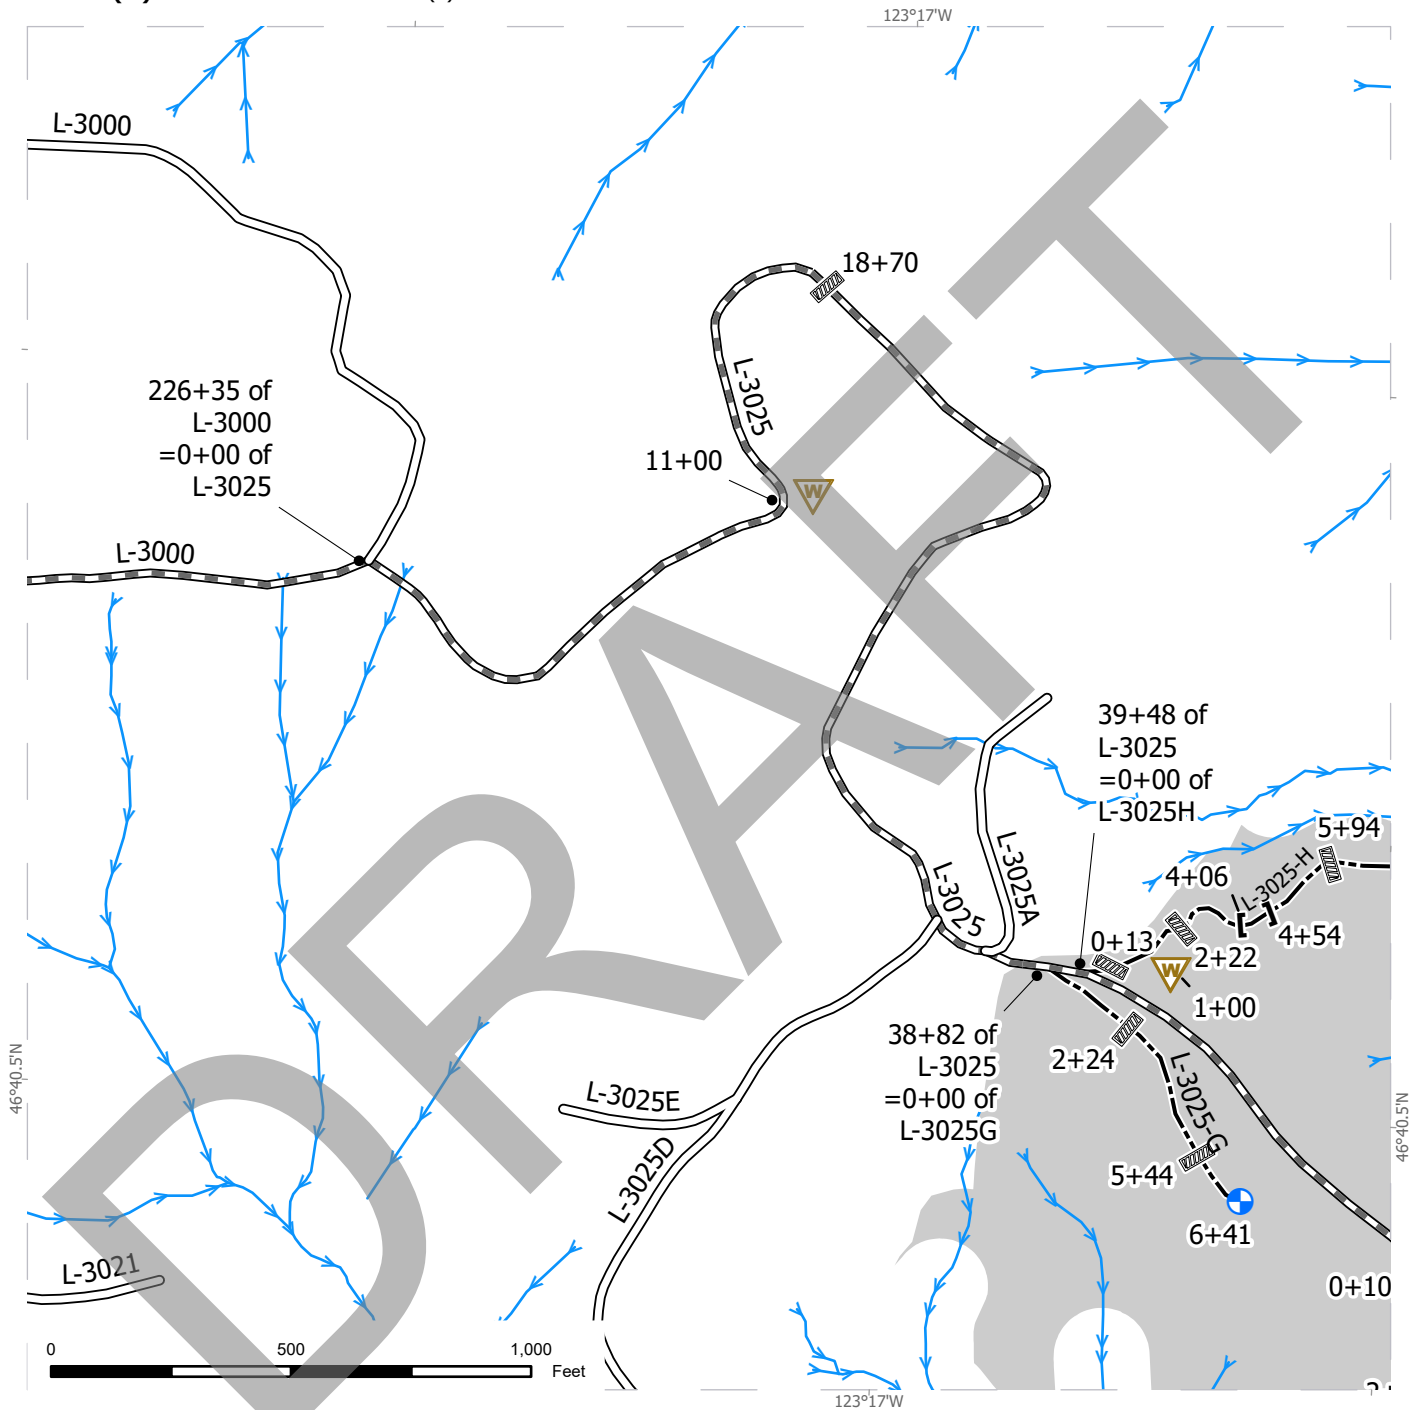 123°17'W
L-3000
18+70
226+35 of
L-3000
=0+00 of
L-3025
L-3025
11+00
W
L-3000
39+48 of
L-3025
=0+00 of
L-3025H
5+94
L-3025-H
4+06
L-3025A
L-3025
4+54
0+13
2+22
W
1+00
38+82 of
L-3025
=0+00 of
L-3025G
2+24
L-3025-G
46°40.5'N
46°40.5'N
L-3025E
L-3025D
5+44
6+41
L-3021
0+10
0
500
1,000
Feet
123°17'W
DRAFT